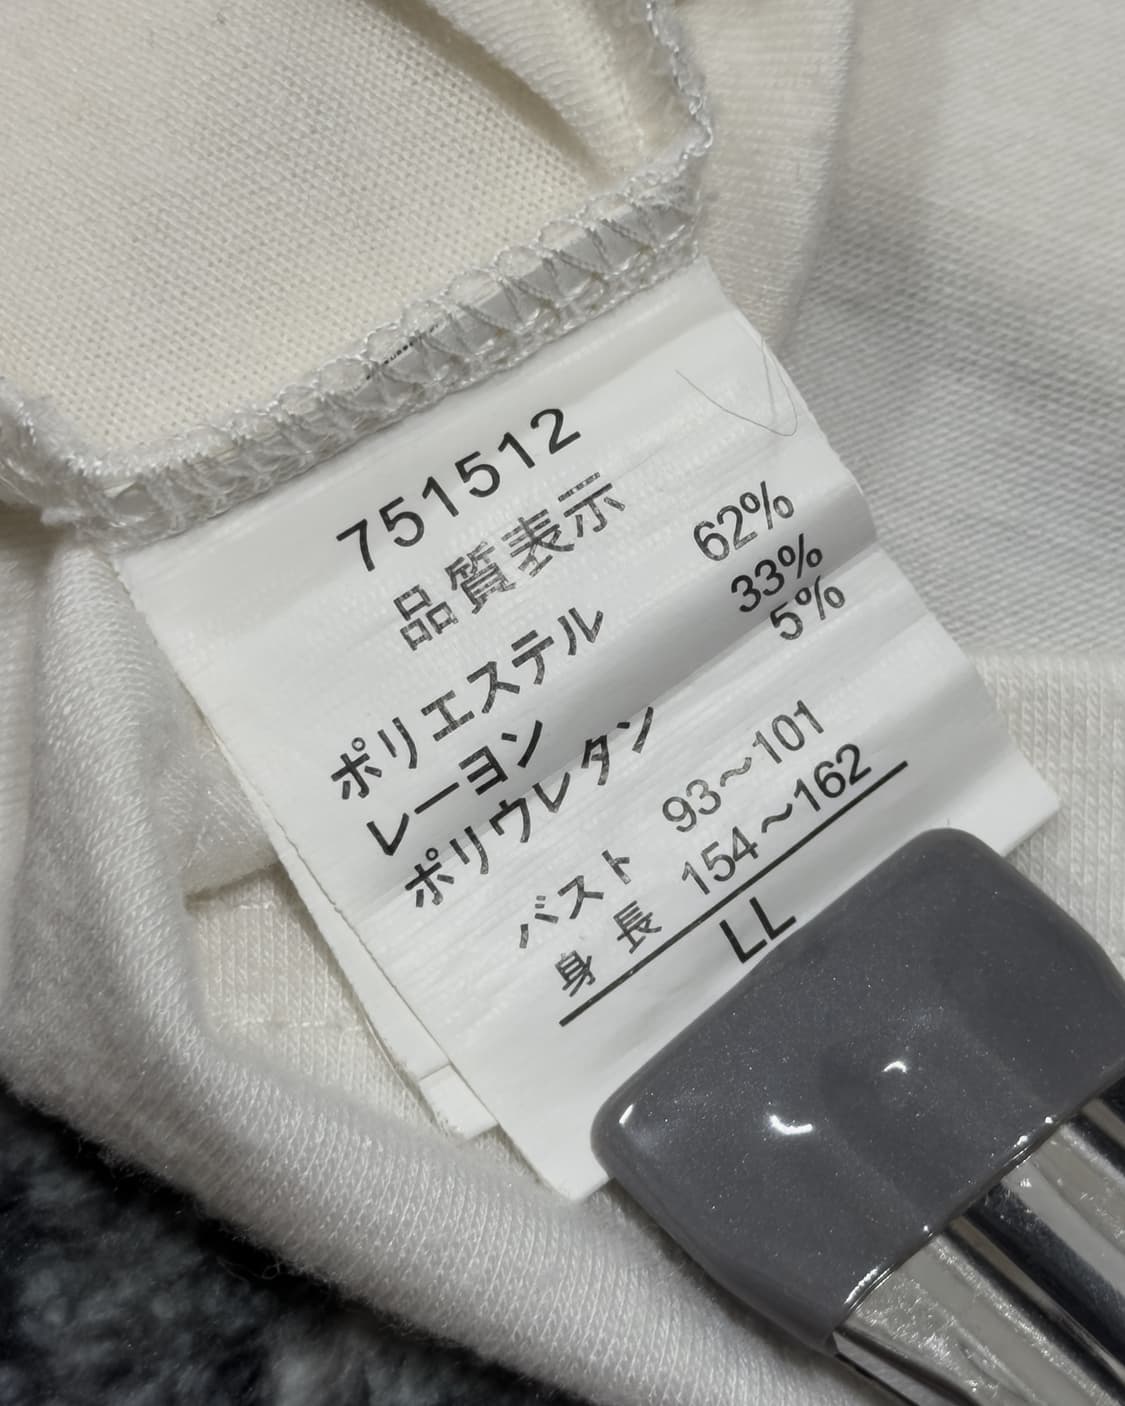 751512
品質表示
ポリエステル 62%
レーヨン 33%
ポリウレタン 5%
バスト 93～101
身長 154～162
LL